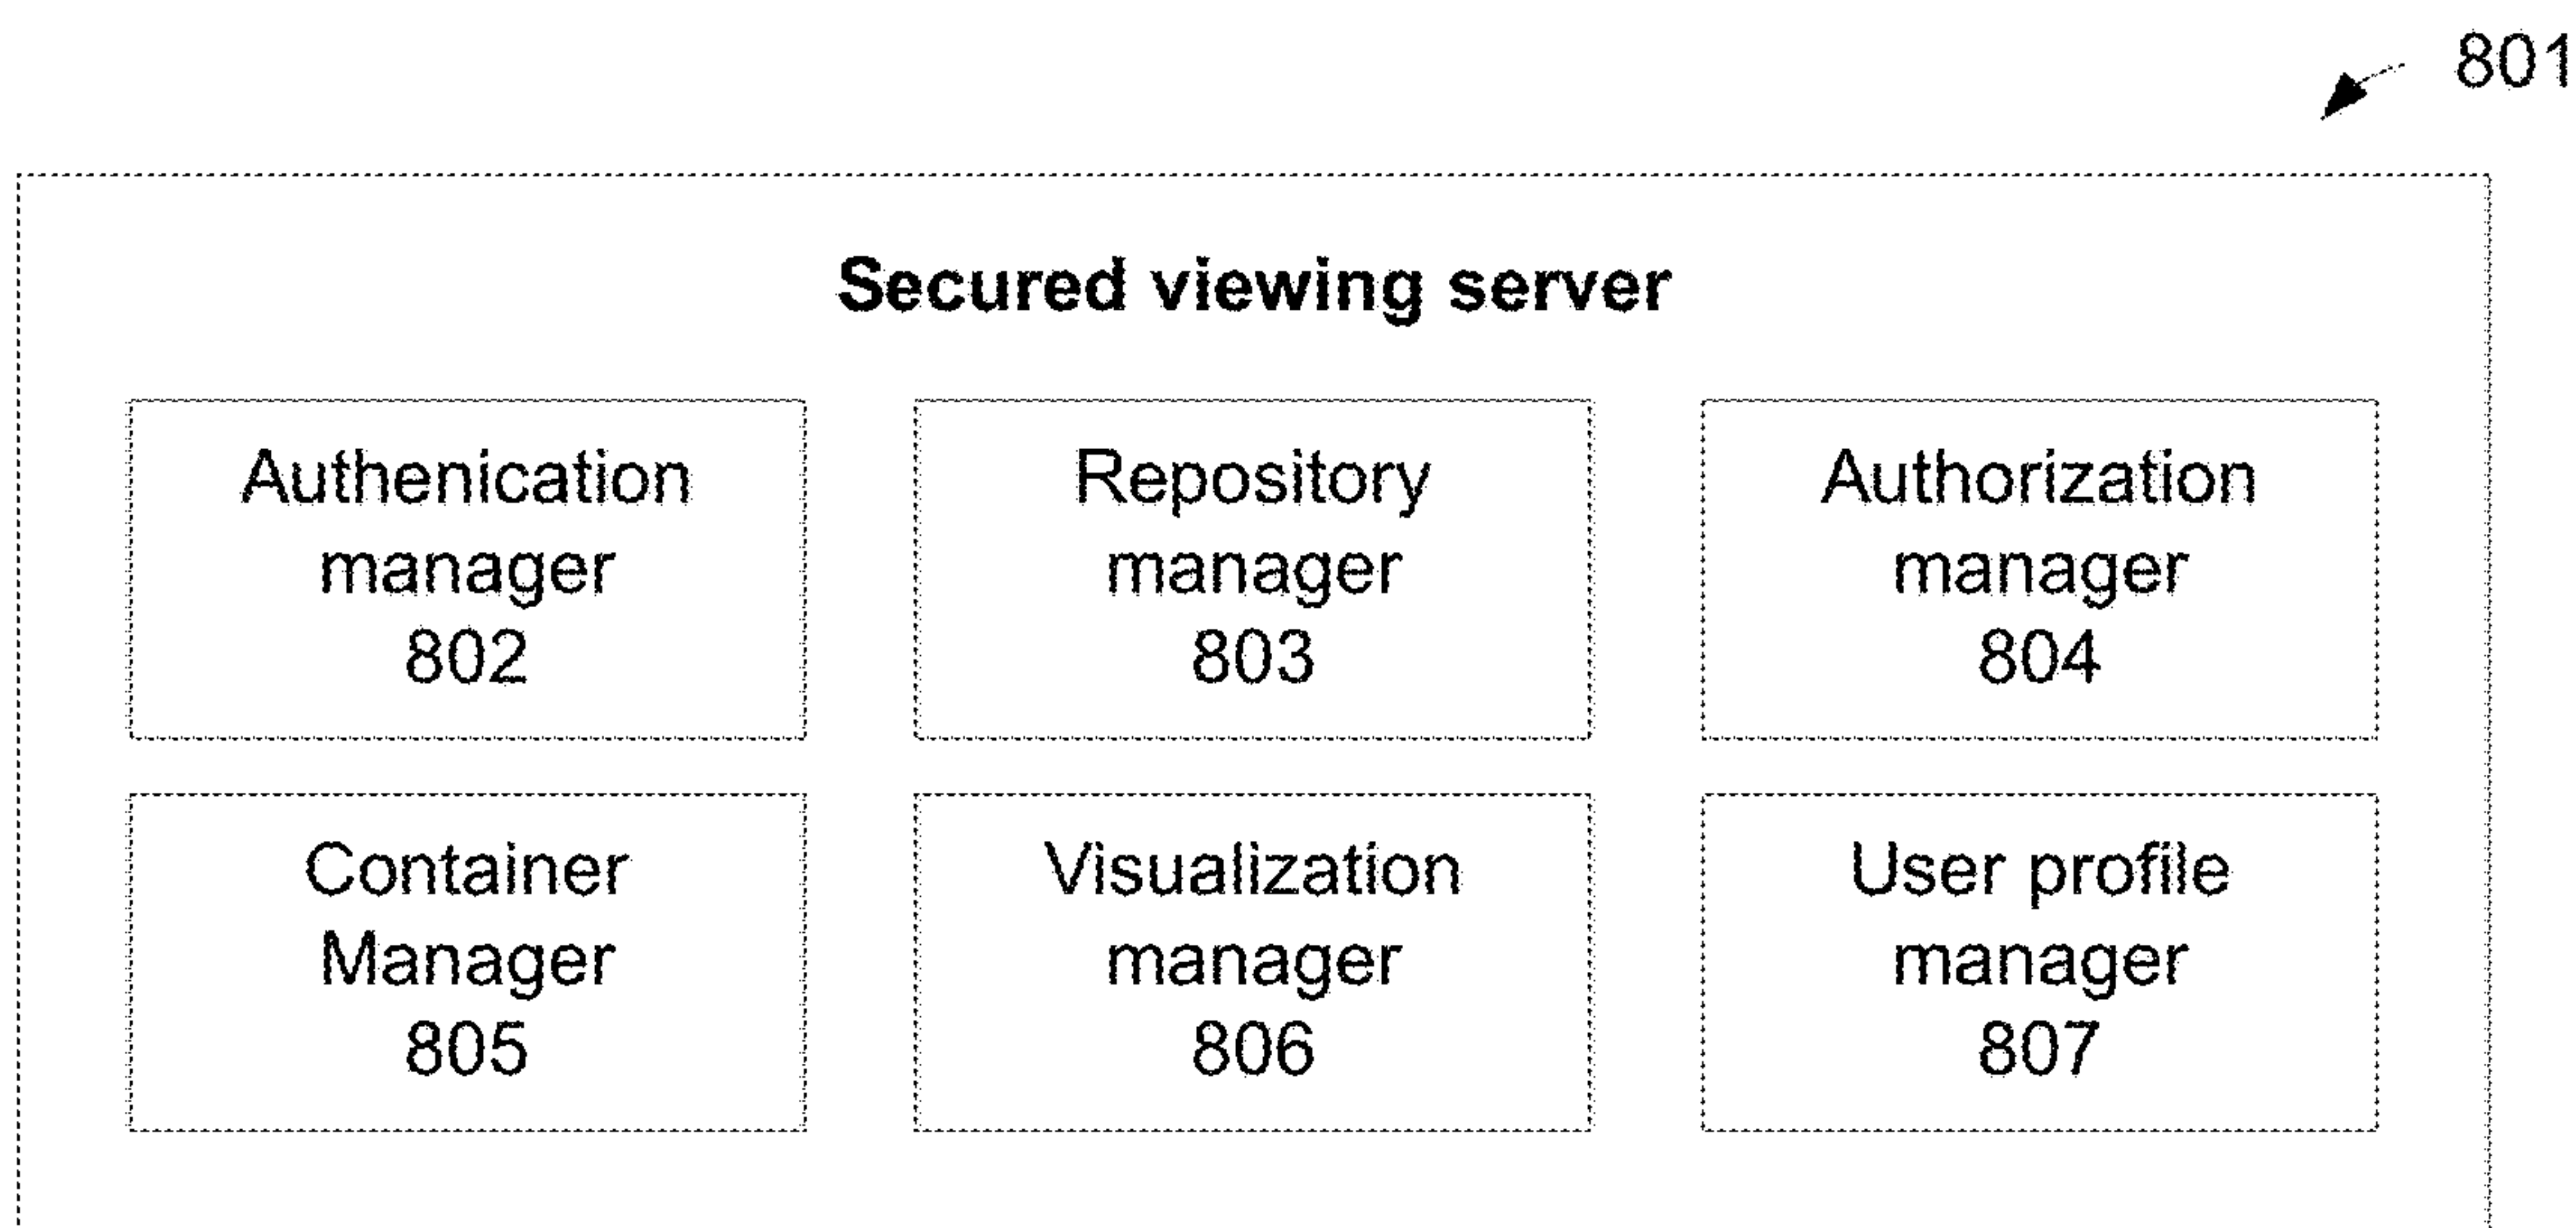 801
Secured viewing server
Authenication
manager
802
Repository
manager
803
Authorization
manager
804
Container
Manager
805
Visualization
manager
806
User profile
manager
807